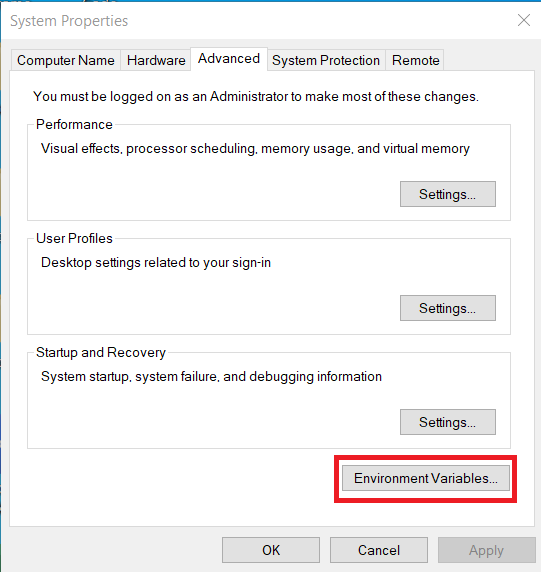 System Properties
Computer Name Hardware Advanced System Protection Remote
You must be logged on as an Administrator to make most of these changes.
Performance
Visual effects, processor scheduling, memory usage, and virtual memory
Settings...
User Profiles
Desktop settings related to your sign-in
Settings...
Startup and Recovery
System startup, system failure, and debugging information
Settings...
Environment Variables...
OK Cancel Apply